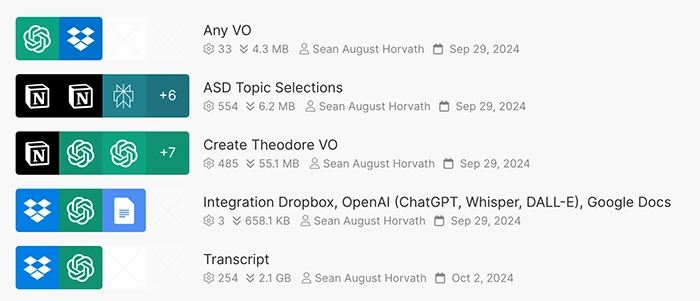 Any VO
33 4.3 MB Sean August Horvath Sep 29, 2024
N N +6
ASD Topic Selections
554 6.2 MB Sean August Horvath Sep 29, 2024
N +7
Create Theodore VO
485 55.1 MB Sean August Horvath Sep 29, 2024
Integration Dropbox, OpenAI (ChatGPT, Whisper, DALL-E), Google Docs
3 658.1 KB Sean August Horvath Sep 29, 2024
Transcript
254 2.1 GB Sean August Horvath Oct 2, 2024